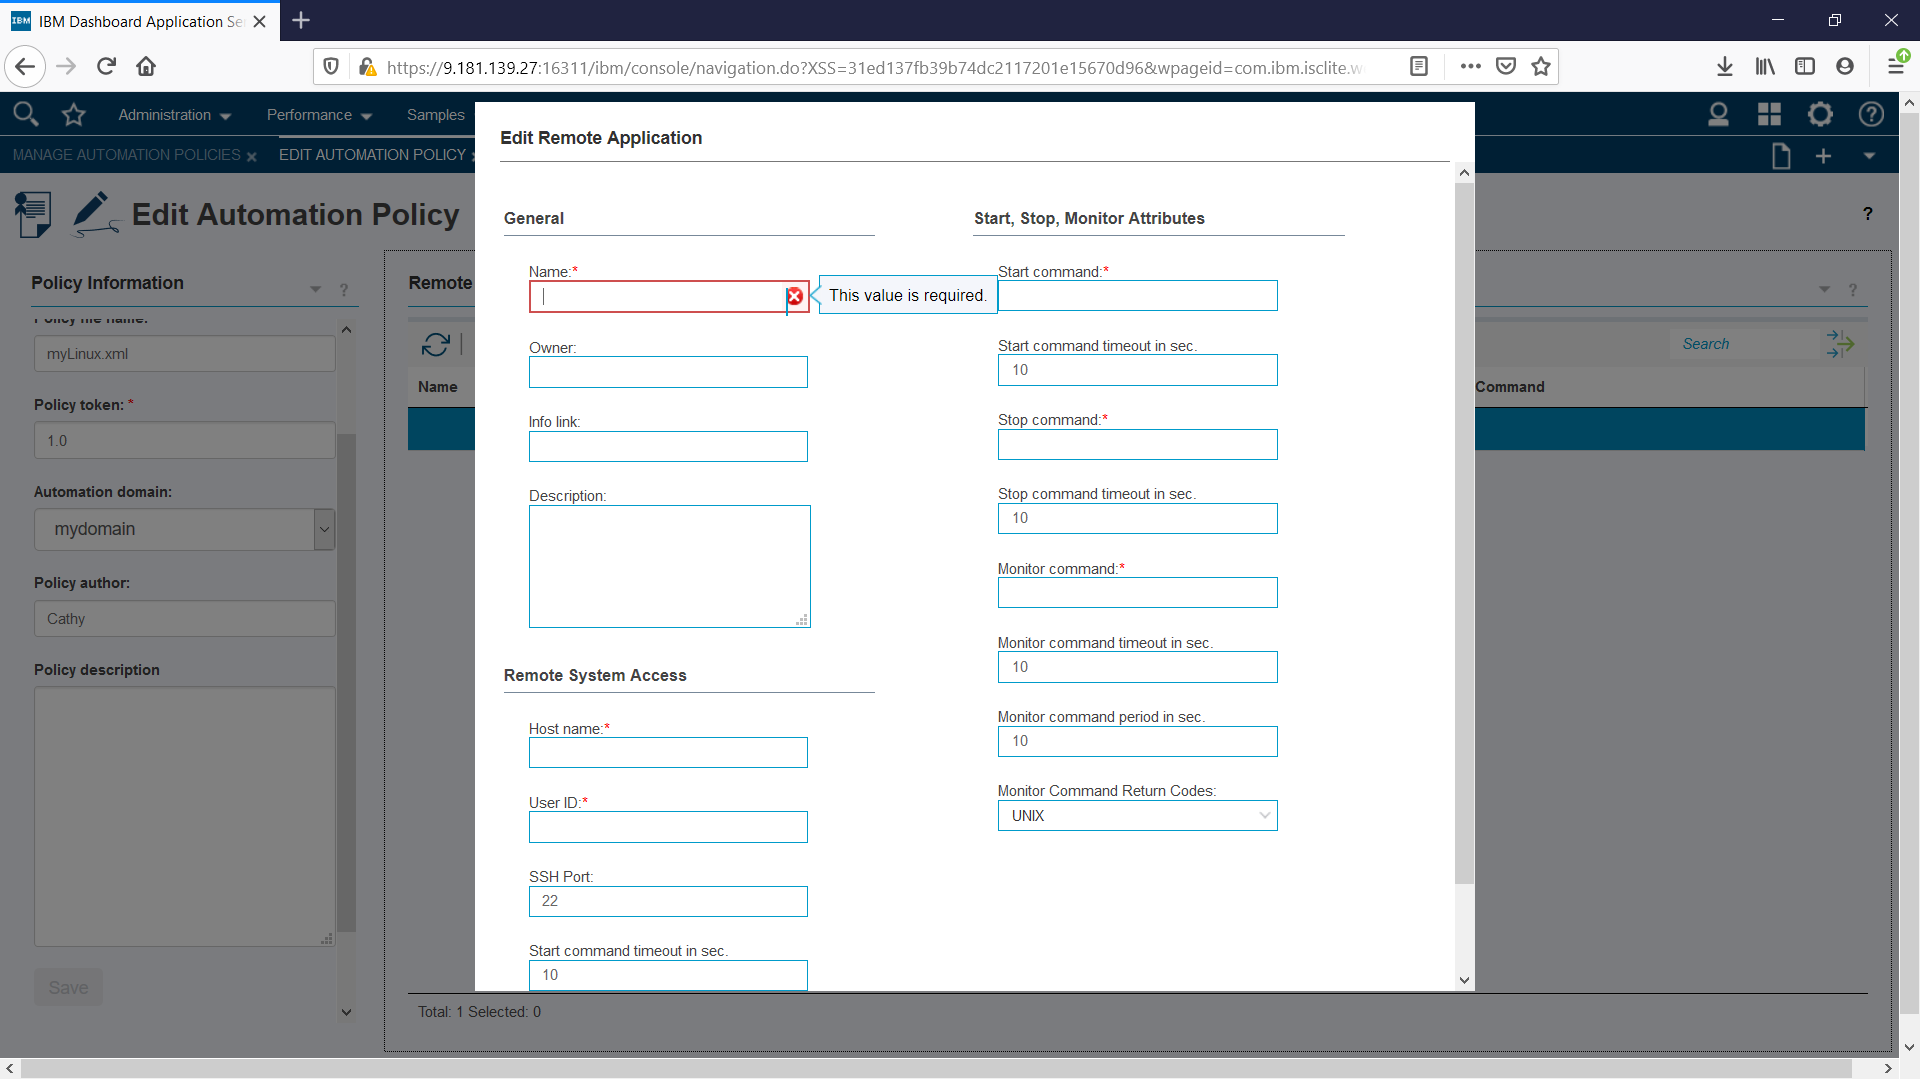 IBM Dashboard Application Se
https://9.181.139.27:16311/ibm/console/navigation.do?XSS=31ed137fb39b74dc2117201e15670d96&wpageid=com.ibm.isclite.w
Administration
Performance
Samples
MANAGE AUTOMATION POLICIES
EDIT AUTOMATION POLICY
Edit Automation Policy
?
Policy Information
?
Policy file name:
myLinux.xml
Policy token: *
1.0
Automation domain:
mydomain
Policy author:
Cathy
Policy description
Save
Remote
?
Search
Name
Command
Total: 1 Selected: 0
Edit Remote Application
General
Name:*
This value is required.
Owner:
Info link:
Description:
Remote System Access
Host name:*
User ID:*
SSH Port:
22
Start command timeout in sec.
10
Start, Stop, Monitor Attributes
Start command:*
Start command timeout in sec.
10
Stop command:*
Stop command timeout in sec.
10
Monitor command:*
Monitor command timeout in sec.
10
Monitor command period in sec.
10
Monitor Command Return Codes:
UNIX